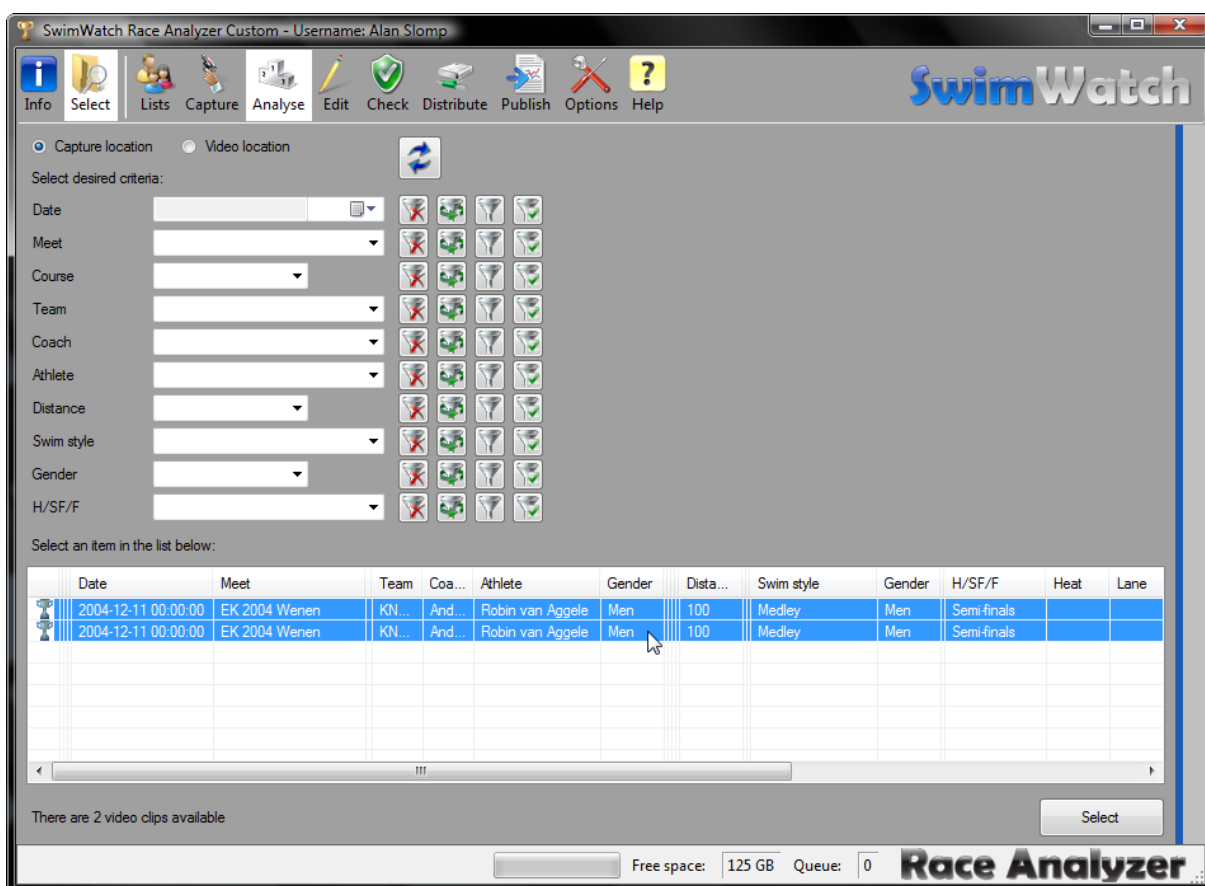 SwimWatch Race Analyzer Custom - Username: Alan Slomp
Info Select Lists Capture Analyse Edit Check Distribute Publish Options Help
SwimWatch
Capture location Video location
Select desired criteria:
Date
Meet
Course
Team
Coach
Athlete
Distance
Swim style
Gender
H/SF/F
Select an item in the list below:
Date Meet Team Coa... Athlete Gender Dista... Swim style Gender H/SF/F Heat Lane
2004-12-11 00:00:00 EK 2004 Wenen KN... And... Robin van Aggele Men 100 Medley Men Semi-finals
2004-12-11 00:00:00 EK 2004 Wenen KN... And... Robin van Aggele Men 100 Medley Men Semi-finals
There are 2 video clips available
Select
Free space: 125 GB Queue: 0 Race Analyzer